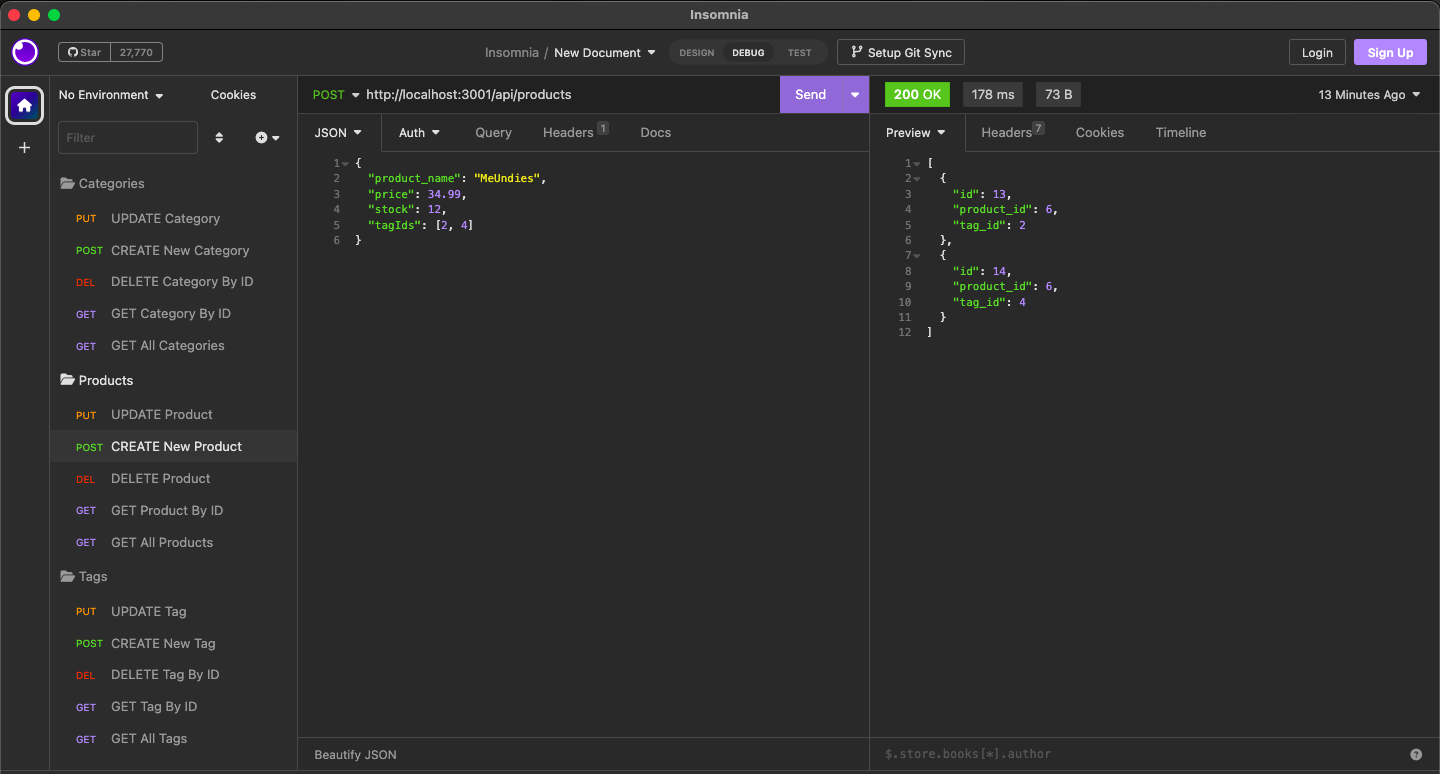 Insomnia
Star 27,770
Insomnia / New Document
DESIGN DEBUG TEST
Setup Git Sync
Login
Sign Up
No Environment
Cookies
Filter
Categories
PUT UPDATE Category
POST CREATE New Category
DEL DELETE Category By ID
GET GET Category By ID
GET GET All Categories
Products
PUT UPDATE Product
POST CREATE New Product
DEL DELETE Product
GET GET Product By ID
GET GET All Products
Tags
PUT UPDATE Tag
POST CREATE New Tag
DEL DELETE Tag By ID
GET GET Tag By ID
GET GET All Tags
POST http://localhost:3001/api/products Send
JSON Auth Query Headers 1 Docs
1 {
2 "product_name": "MeUndies",
3 "price": 34.99,
4 "stock": 12,
5 "tagIds": [2, 4]
6 }
Beautify JSON
200 OK 178 ms 73 B 13 Minutes Ago
Preview Headers 7 Cookies Timeline
1 [
2 {
3 "id": 13,
4 "product_id": 6,
5 "tag_id": 2
6 },
7 {
8 "id": 14,
9 "product_id": 6,
10 "tag_id": 4
11 }
12 ]
$.store.books[*].author
?